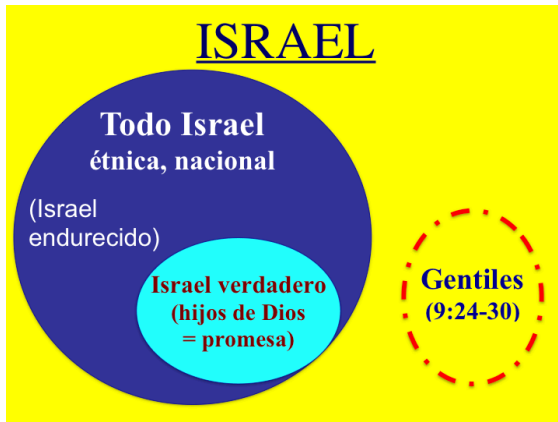 ISRAEL
Todo Israel
étnica, nacional
(Israel
endurecido)
Israel verdadero
(hijos de Dios
= promesa)
Gentiles
(9:24-30)